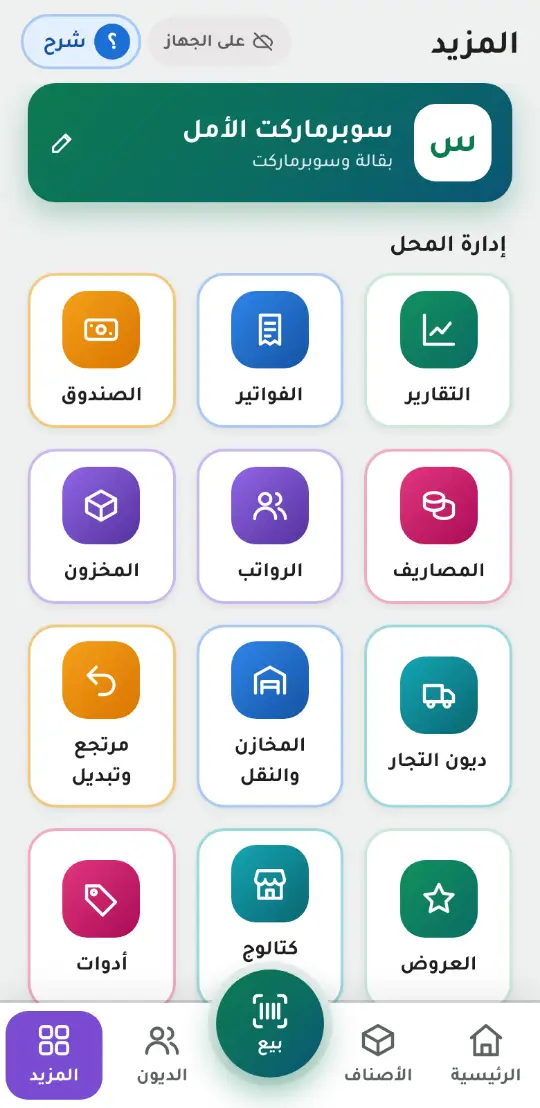 المزيد
على الجهاز
؟ شرح
س
سوبرماركت الأمل
بقالة وسوبرماركت
إدارة المحل
التقارير
الفواتير
الصندوق
المصاريف
الرواتب
المخزون
ديون التجار
المخازن
والنقل
مرتجع
وتبديل
العروض
كتالوج
أدوات
الرئيسية
الأصناف
بيع
الديون
المزيد